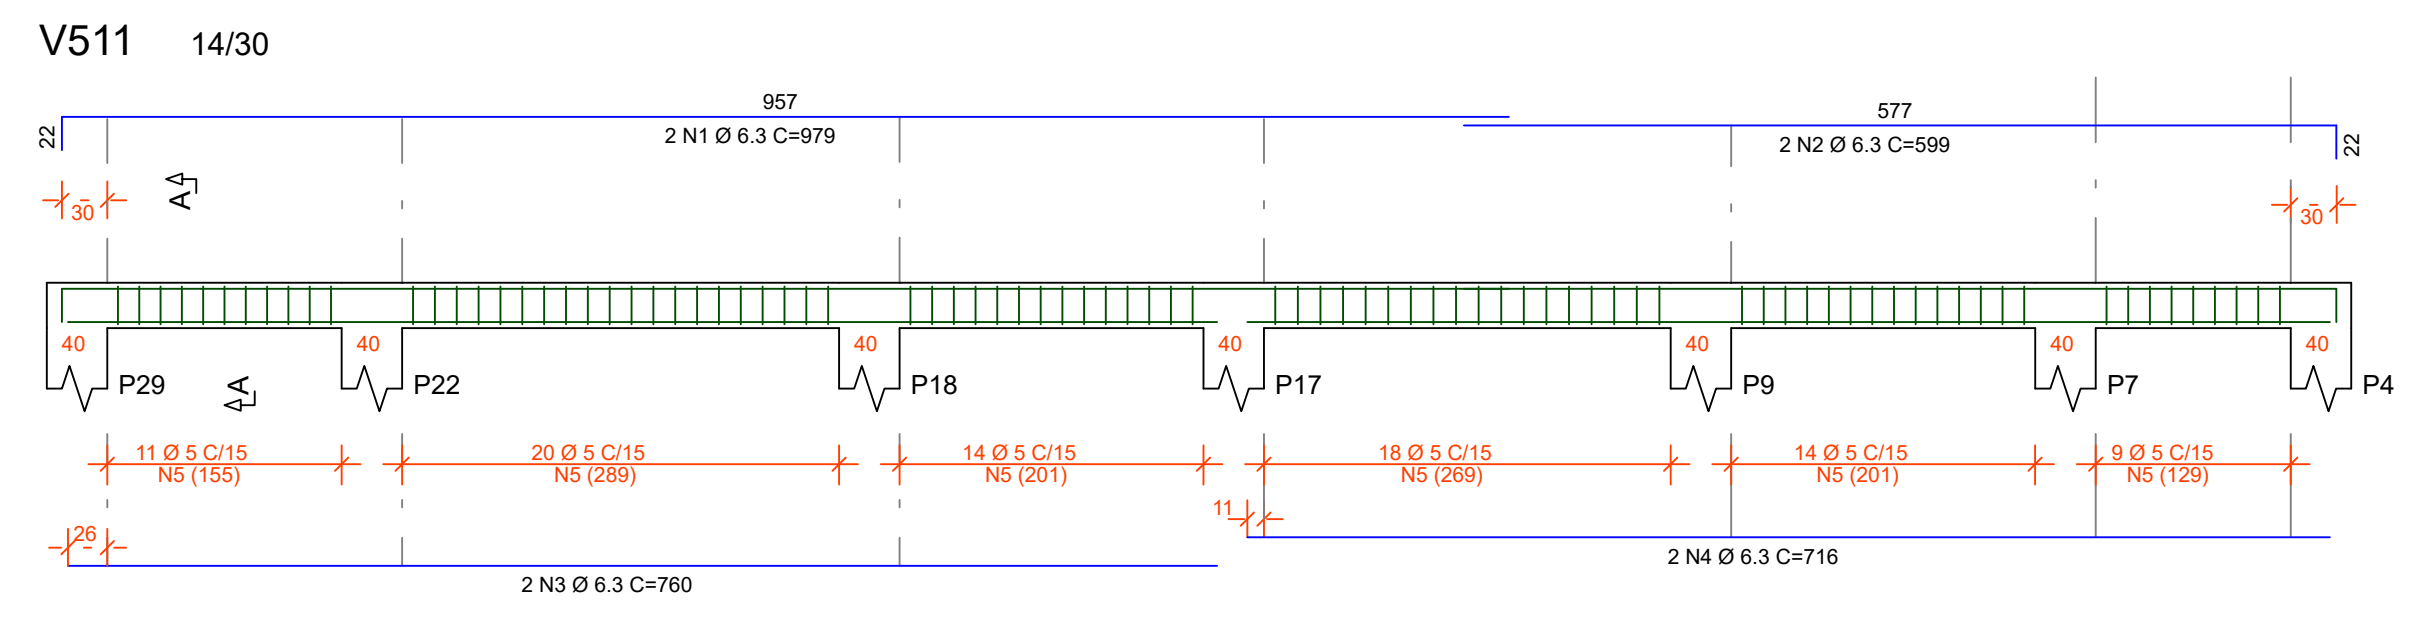 V511 14/30
957
577
22
2 N1 Ø 6.3 C=979
2 N2 Ø 6.3 C=599
22
A
30
30
40 40 40 40 40 40 40
P29 A P22 P18 P17 P9 P7 P4
11 Ø 5 C/15 20 Ø 5 C/15 14 Ø 5 C/15 18 Ø 5 C/15 14 Ø 5 C/15 9 Ø 5 C/15
N5 (155) N5 (289) N5 (201) N5 (269) N5 (201) N5 (129)
11
26
2 N4 Ø 6.3 C=716
2 N3 Ø 6.3 C=760